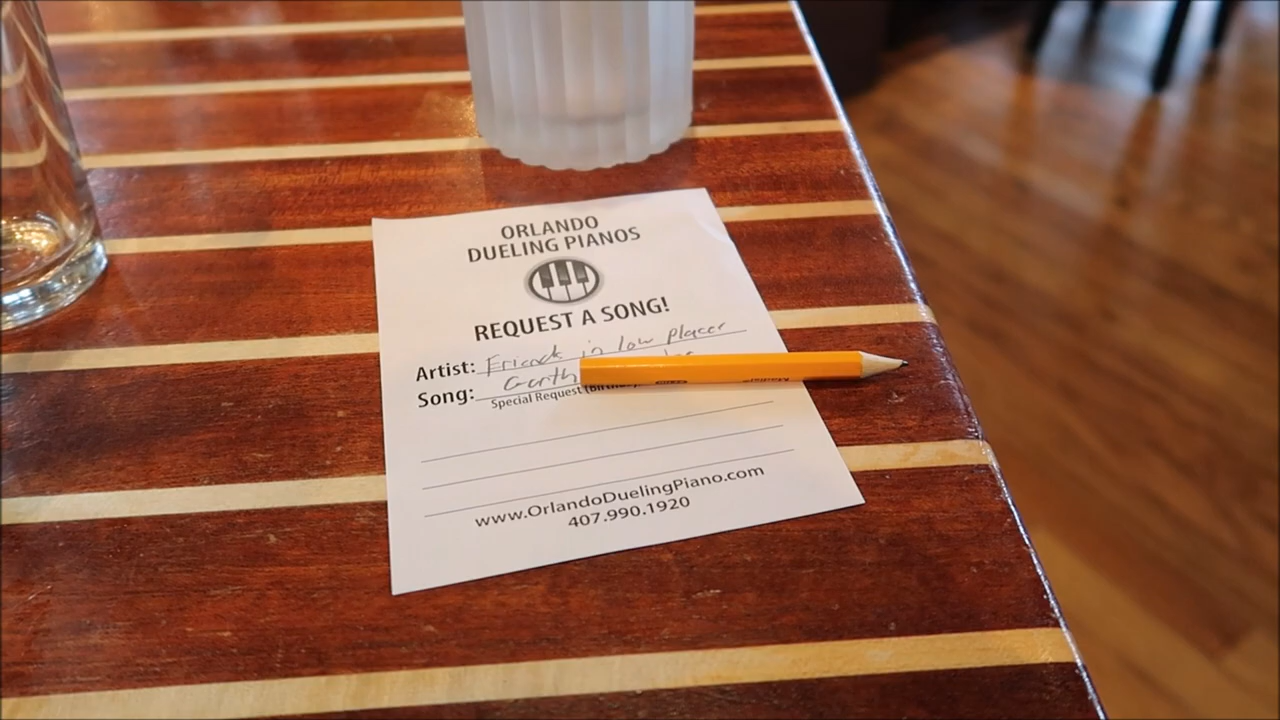 ORLANDO
DUELING PIANOS
REQUEST A SONG!
Artist: Friends in low places
Song: Garth
Special Request (Birthday,
www.OrlandoDuelingPiano.com
407.990.1920